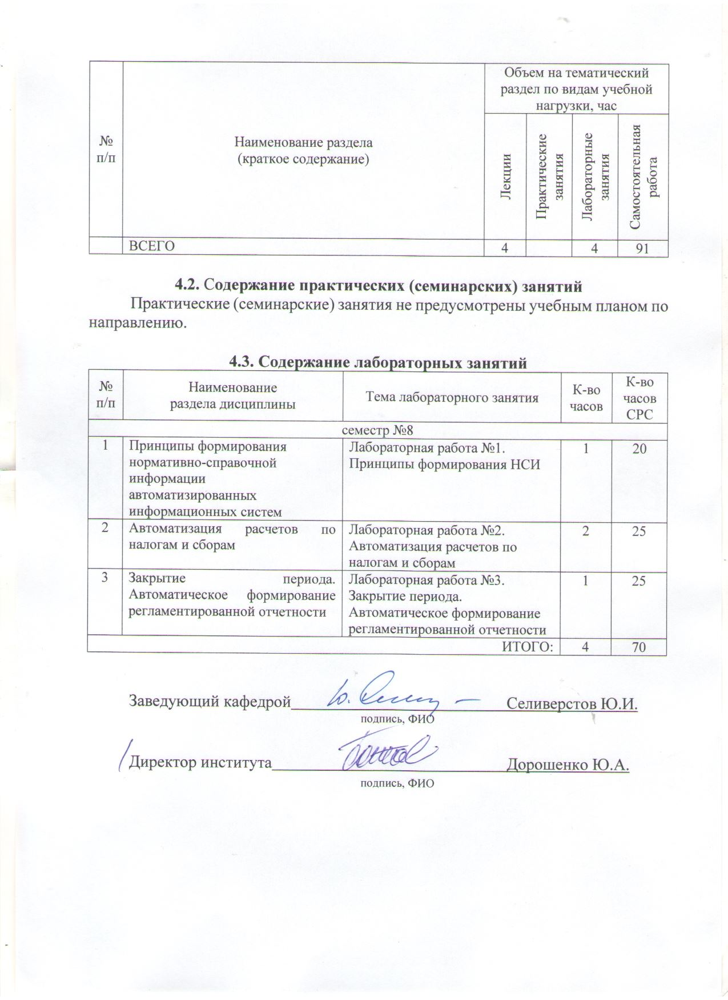 №
п/п
Наименование раздела
(краткое содержание)
Объем на тематический
раздел по видам учебной
нагрузки, час
Лекции
Практические
занятия
Лабораторные
занятия
Самостоятельная
работа
ВСЕГО 4 4 91
4.2. Содержание практических (семинарских) занятий
Практические (семинарские) занятия не предусмотрены учебным планом по
направлению.
4.3. Содержание лабораторных занятий
№
п/п
Наименование
раздела дисциплины
Тема лабораторного занятия
К-во
часов
К-во
часов
СРС
семестр №8
1
Принципы формирования
нормативно-справочной
информации
автоматизированных
информационных систем
Лабораторная работа №1.
Принципы формирования НСИ
1
20
2
Автоматизация расчетов по
налогам и сборам
Лабораторная работа №2.
Автоматизация расчетов по
налогам и сборам
2
25
3
Закрытие периода.
Автоматическое формирование
регламентированной отчетности
Лабораторная работа №3.
Закрытие периода.
Автоматическое формирование
регламентированной отчетности
1
25
ИТОГО: 4 70
Заведующий кафедрой Селиверстов Ю.И.
подпись, ФИО
Директор института Дорошенко Ю.А.
подпись, ФИО